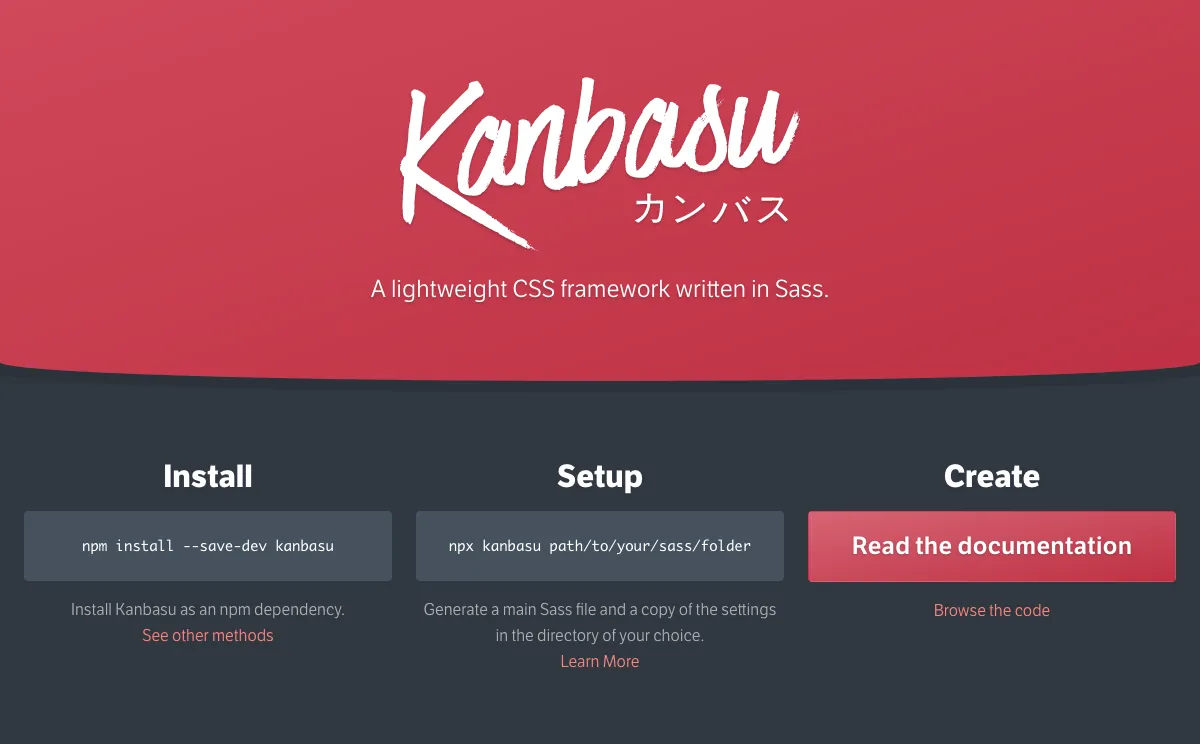 Kanbasu
カンバス
A lightweight CSS framework written in Sass.
Install
npm install --save-dev kanbasu
Install Kanbasu as an npm dependency.
See other methods
Setup
npx kanbasu path/to/your/sass/folder
Generate a main Sass file and a copy of the settings
in the directory of your choice.
Learn More
Create
Read the documentation
Browse the code